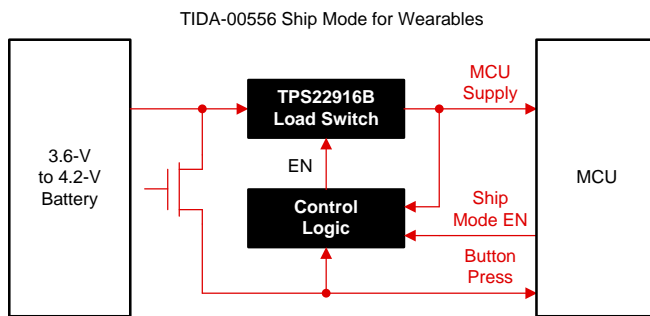 TIDA-00556 Ship Mode for Wearables
3.6-V
to 4.2-V
Battery
TPS22916B
Load Switch
EN
Control
Logic
MCU
Supply
Ship
Mode EN
Button
Press
MCU